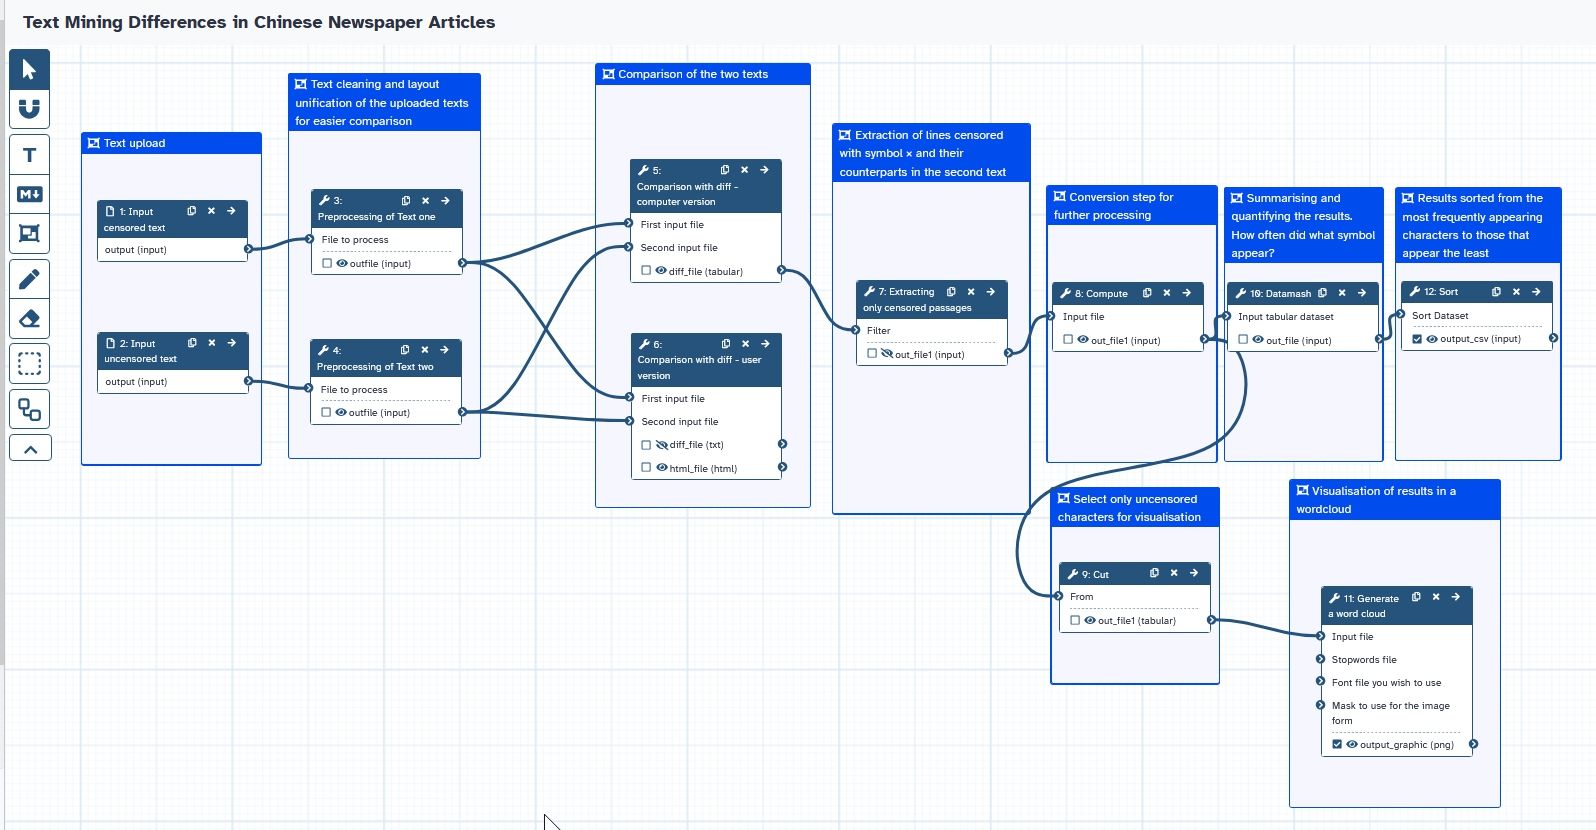 Text Mining Differences in Chinese Newspaper Articles
T
M
Text upload
1: Input
censored text
output (input)
2: Input
uncensored text
output (input)
Text cleaning and layout
unification of the uploaded texts
for easier comparison
3:
Preprocessing of Text one
File to process
outfile (input)
4:
Preprocessing of Text two
File to process
outfile (input)
Comparison of the two texts
5:
Comparison with diff -
computer version
First input file
Second input file
diff_file (tabular)
6:
Comparison with diff - user
version
First input file
Second input file
diff_file (txt)
html_file (html)
Extraction of lines censored
with symbol × and their
counterparts in the second text
7: Extracting
only censored passages
Filter
out_file1 (input)
Conversion step for
further processing
8: Compute
Input file
out_file1 (input)
Summarising and
quantifying the results.
How often did what symbol
appear?
10: Datamash
Input tabular dataset
out_file (input)
Results sorted from the
most frequently appearing
characters to those that
appear the least
12: Sort
Sort Dataset
output_csv (input)
Select only uncensored
characters for visualisation
9: Cut
From
out_file1 (tabular)
Visualisation of results in a
wordcloud
11: Generate
a word cloud
Input file
Stopwords file
Font file you wish to use
Mask to use for the image
form
output_graphic (png)